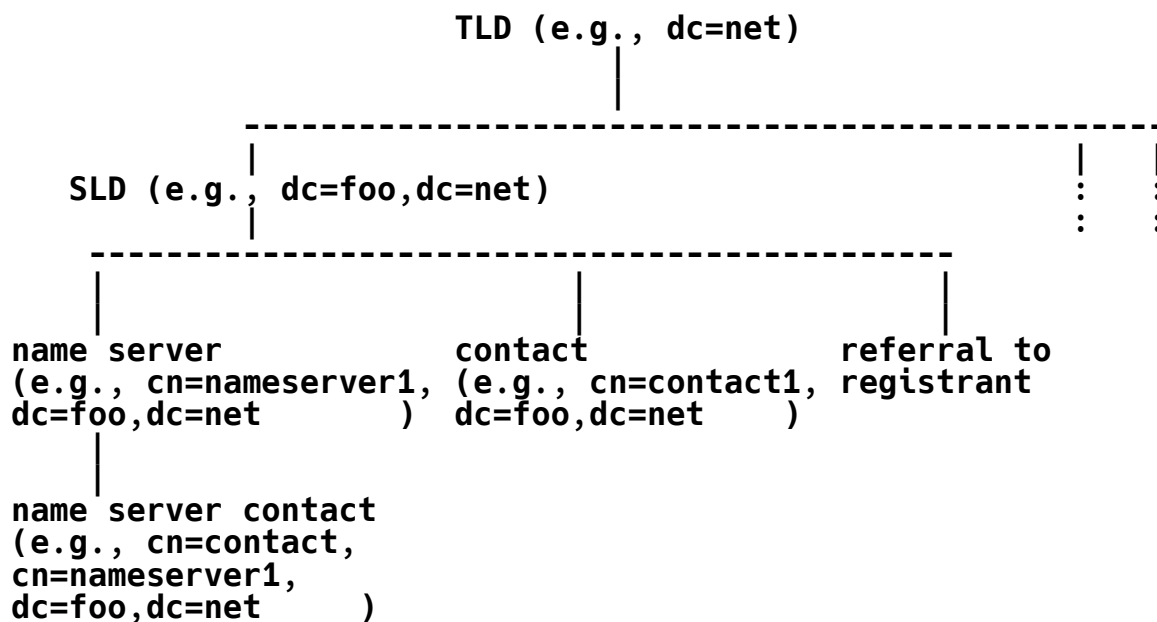 TLD (e.g., dc=net)
SLD (e.g., dc=foo,dc=net)
: :
: :
name server contact referral to
(e.g., cn=nameserver1, (e.g., cn=contact1, registrant
dc=foo,dc=net ) dc=foo,dc=net )
name server contact
(e.g., cn=contact,
cn=nameserver1,
dc=foo,dc=net )